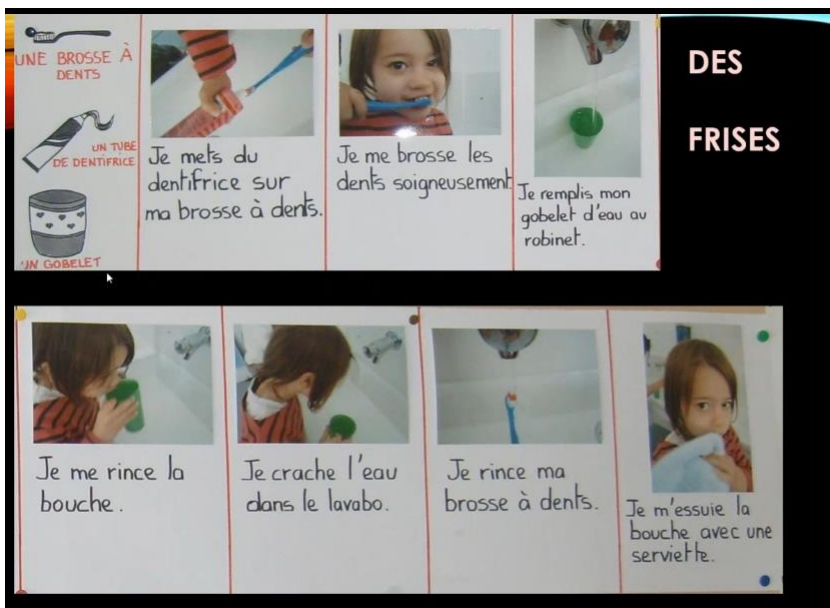 UNE BROSSE À
DENTS
UN TUBE
DE DENTIFRICE
UN GOBELET
Je mets du
dentifrice sur
ma brosse à dents.
Je me brosse les
dents soigneusement.
Je remplis mon
gobelet d'eau au
robinet.
DES
FRISES
Je me rince la
bouche.
Je crache l'eau
dans le lavabo.
Je rince ma
brosse à dents.
Je m'essuie la
bouche avec une
serviette.